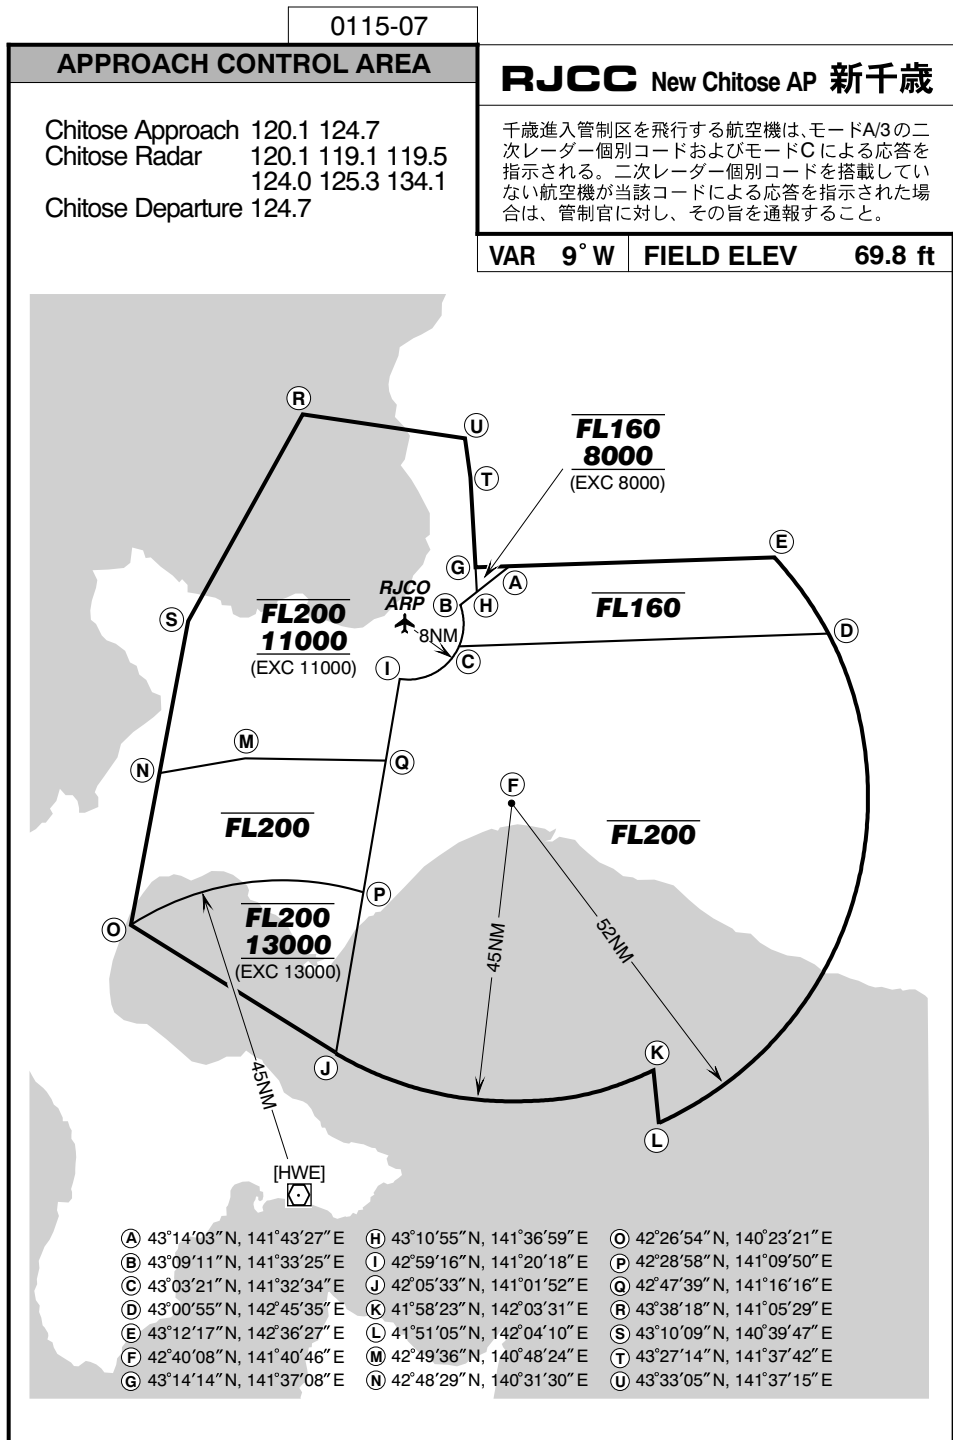 0115-07
APPROACH CONTROL AREA
Chitose Approach 120.1 124.7
Chitose Radar 120.1 119.1 119.5
124.0 125.3 134.1
Chitose Departure 124.7
RJCC New Chitose AP 新千歳
千歳進入管制区を飛行する航空機は、モードA/3の二
次レーダー個別コードおよびモードCによる応答を
指示される。二次レーダー個別コードを搭載してい
ない航空機が当該コードによる応答を指示された場
合は、管制官に対し、その旨を通報すること。
VAR 9°W FIELD ELEV 69.8 ft
R
U
FL160
8000
(EXC 8000)
T
E
G
A
RJCO
ARP
B
H
FL160
S
FL200
11000
(EXC 11000)
8NM
D
C
I
M
N
Q
F
FL200
FL200
P
O
FL200
13000
(EXC 13000)
45NM
52NM
K
J
45NM
L
[HWE]
A 43°14′03″N, 141°43′27″E H 43°10′55″N, 141°36′59″E O 42°26′54″N, 140°23′21″E
B 43°09′11″N, 141°33′25″E I 42°59′16″N, 141°20′18″E P 42°28′58″N, 141°09′50″E
C 43°03′21″N, 141°32′34″E J 42°05′33″N, 141°01′52″E Q 42°47′39″N, 141°16′16″E
D 43°00′55″N, 142°45′35″E K 41°58′23″N, 142°03′31″E R 43°38′18″N, 141°05′29″E
E 43°12′17″N, 142°36′27″E L 41°51′05″N, 142°04′10″E S 43°10′09″N, 140°39′47″E
F 42°40′08″N, 141°40′46″E M 42°49′36″N, 140°48′24″E T 43°27′14″N, 141°37′42″E
G 43°14′14″N, 141°37′08″E N 42°48′29″N, 140°31′30″E U 43°33′05″N, 141°37′15″E